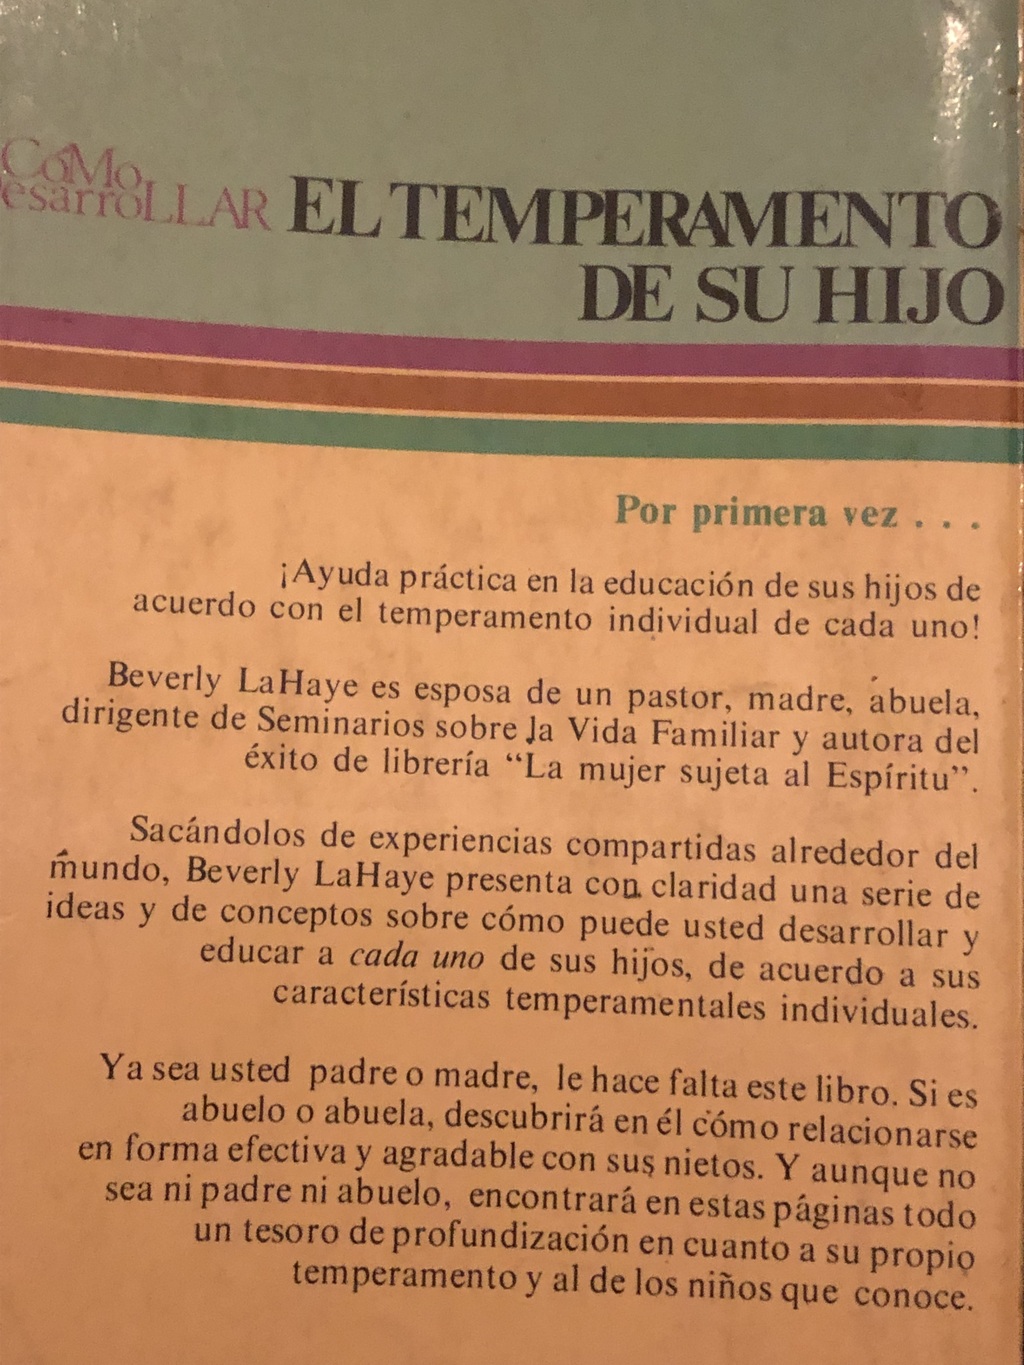 CóMo
DesarroLLAR EL TEMPERAMENTO
DE SU HIJO
Por primera vez . . .
¡Ayuda práctica en la educación de sus hijos de
acuerdo con el temperamento individual de cada uno!
Beverly LaHaye es esposa de un pastor, madre, abuela,
dirigente de Seminarios sobre la Vida Familiar y autora del
éxito de librería “La mujer sujeta al Espíritu”.
Sacándolos de experiencias compartidas alrededor del
mundo, Beverly LaHaye presenta con claridad una serie de
ideas y de conceptos sobre cómo puede usted desarrollar y
educar a cada uno de sus hijos, de acuerdo a sus
características temperamentales individuales.
Ya sea usted padre o madre, le hace falta este libro. Si es
abuelo o abuela, descubrirá en él cómo relacionarse
en forma efectiva y agradable con sus nietos. Y aunque no
sea ni padre ni abuelo, encontrará en estas páginas todo
un tesoro de profundización en cuanto a su propio
temperamento y al de los niños que conoce.